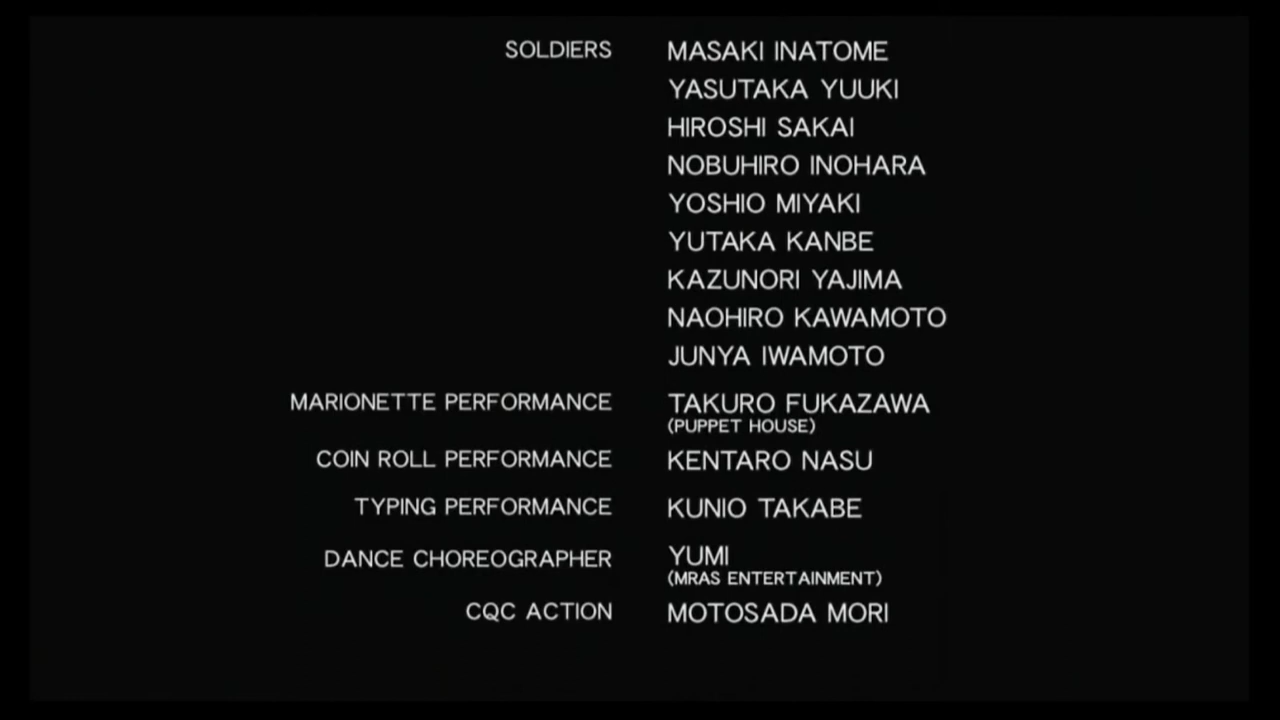 SOLDIERS MASAKI INATOME
YASUTAKA YUUKI
HIROSHI SAKAI
NOBUHIRO INOHARA
YOSHIO MIYAKI
YUTAKA KANBE
KAZUNORI YAJIMA
NAOHIRO KAWAMOTO
JUNYA IWAMOTO
MARIONETTE PERFORMANCE TAKURO FUKAZAWA
(PUPPET HOUSE)
COIN ROLL PERFORMANCE KENTARO NASU
TYPING PERFORMANCE KUNIO TAKABE
DANCE CHOREOGRAPHER YUMI
(MRAS ENTERTAINMENT)
CQC ACTION MOTOSADA MORI